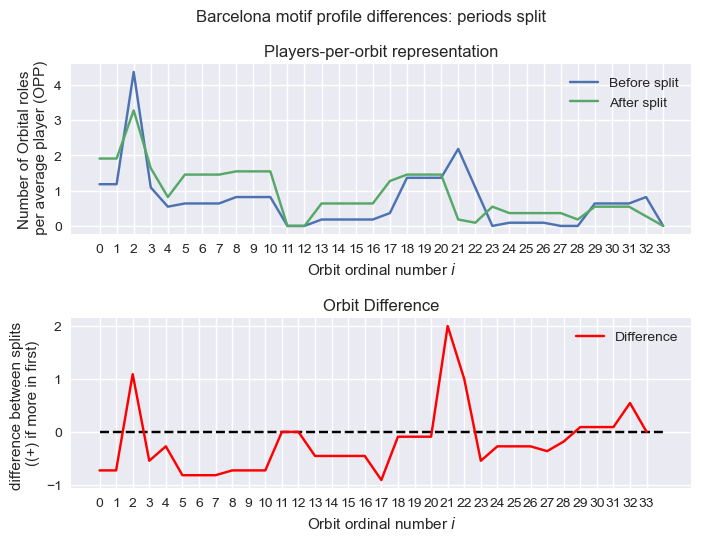 Barcelona motif profile differences: periods split
Players-per-orbit representation
Number of Orbital roles
per average player (OPP)
4
3
2
1
0
Before split
After split
0 1 2 3 4 5 6 7 8 9 10 11 12 13 14 15 16 17 18 19 20 21 22 23 24 25 26 27 28 29 30 31 32 33
Orbit ordinal number i
Orbit Difference
difference between splits
((+) if more in first)
2
1
0
−1
Difference
0 1 2 3 4 5 6 7 8 9 10 11 12 13 14 15 16 17 18 19 20 21 22 23 24 25 26 27 28 29 30 31 32 33
Orbit ordinal number i